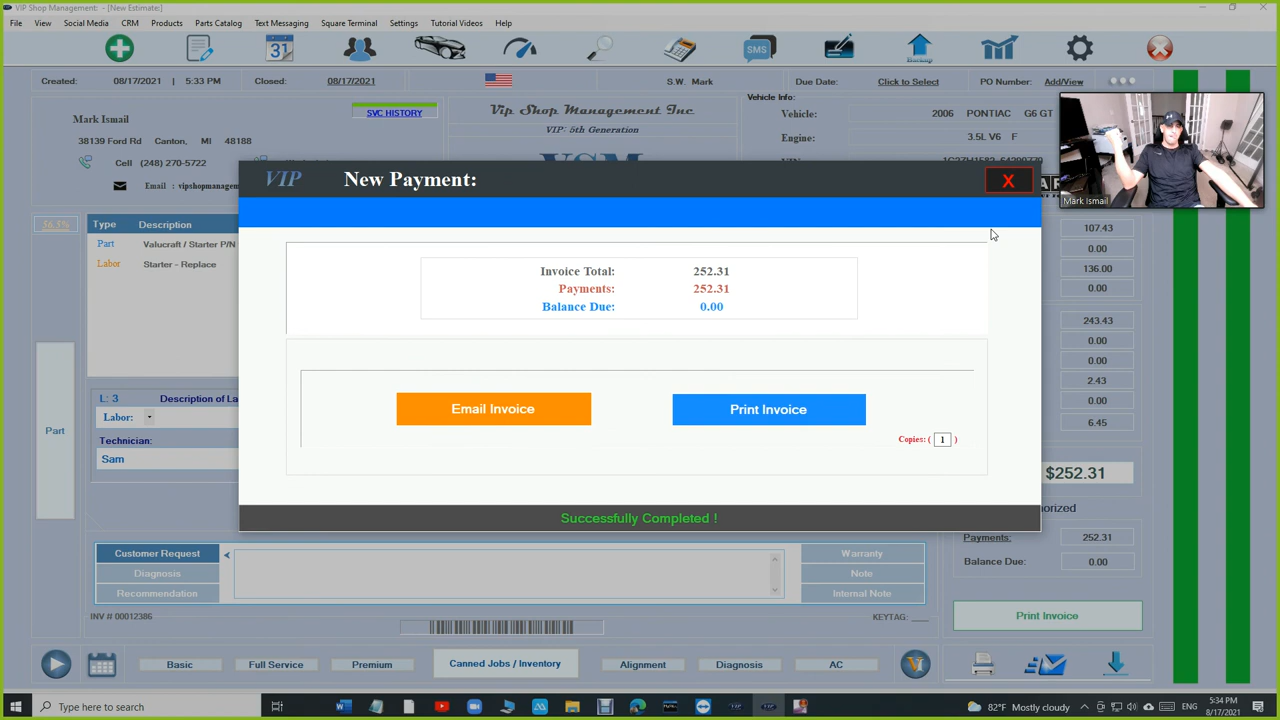 VIP Shop Management: - [New Estimate:]
File View Social Media CRM Products Parts Catalog Text Messaging Square Terminal Settings Tutorial Videos Help
31
SMS
Backup
Created: 08/17/2021 | 5:33 PM Closed: 08/17/2021 S.W. Mark Due Date: Click to Select PO Number: Add/View
Mark Ismail
38139 Ford Rd Canton, MI 48188
Cell (248) 270-5722
Email : vipshopmanagem
SVC HISTORY
Vip Shop Management Inc
VIP 5th Generation
VSM
Vehicle Info:
Vehicle: 2006 PONTIAC G6 GT
Engine: 3.5L V6 F
Mark Ismail
VIP New Payment: X
Invoice Total: 252.31
Payments: 252.31
Balance Due: 0.00
Email Invoice Print Invoice
Copies: ( 1 )
Successfully Completed !
56.5%
Type Description
Part Valucraft / Starter P/N
Labor Starter - Replace
Part
L: 3 Description of La
Labor:
Technician:
Sam
107.43
0.00
136.00
0.00
243.43
0.00
0.00
2.43
0.00
6.45
$252.31
orized
Payments: 252.31
Balance Due: 0.00
Print Invoice
Customer Request
Diagnosis
Recommendation
Warranty
Note
Internal Note
INV # 00012386 KEYTAG: ____
Basic Full Service Premium Canned Jobs / Inventory Alignment Diagnosis AC
Type here to search
82°F Mostly cloudy ENG 5:34 PM
8/17/2021